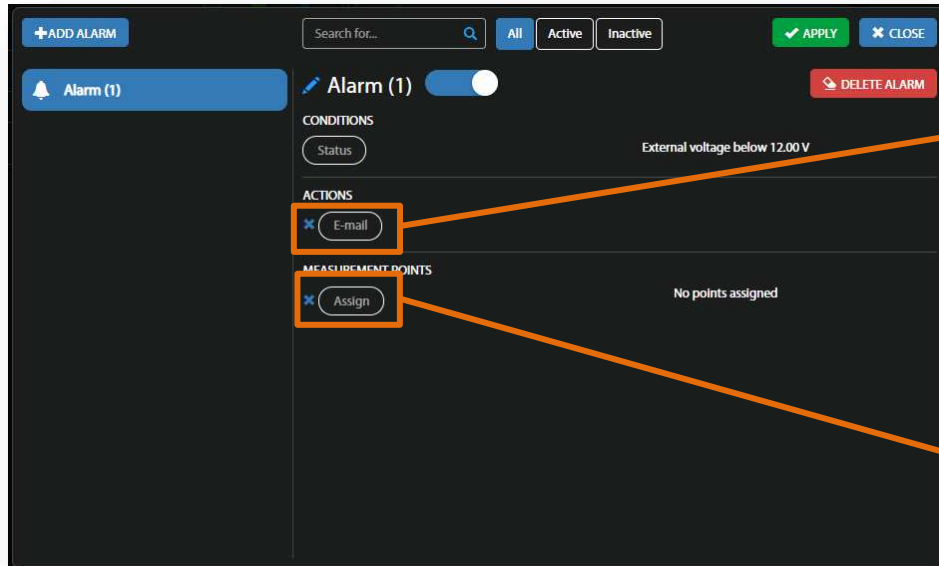 ADD ALARM
Search for...
All
Active
Inactive
APPLY
CLOSE
Alarm (1)
Alarm (1)
DELETE ALARM
CONDITIONS
Status
External voltage below 12.00 V
ACTIONS
E-mail
MEASUREMENT POINTS
Assign
No points assigned